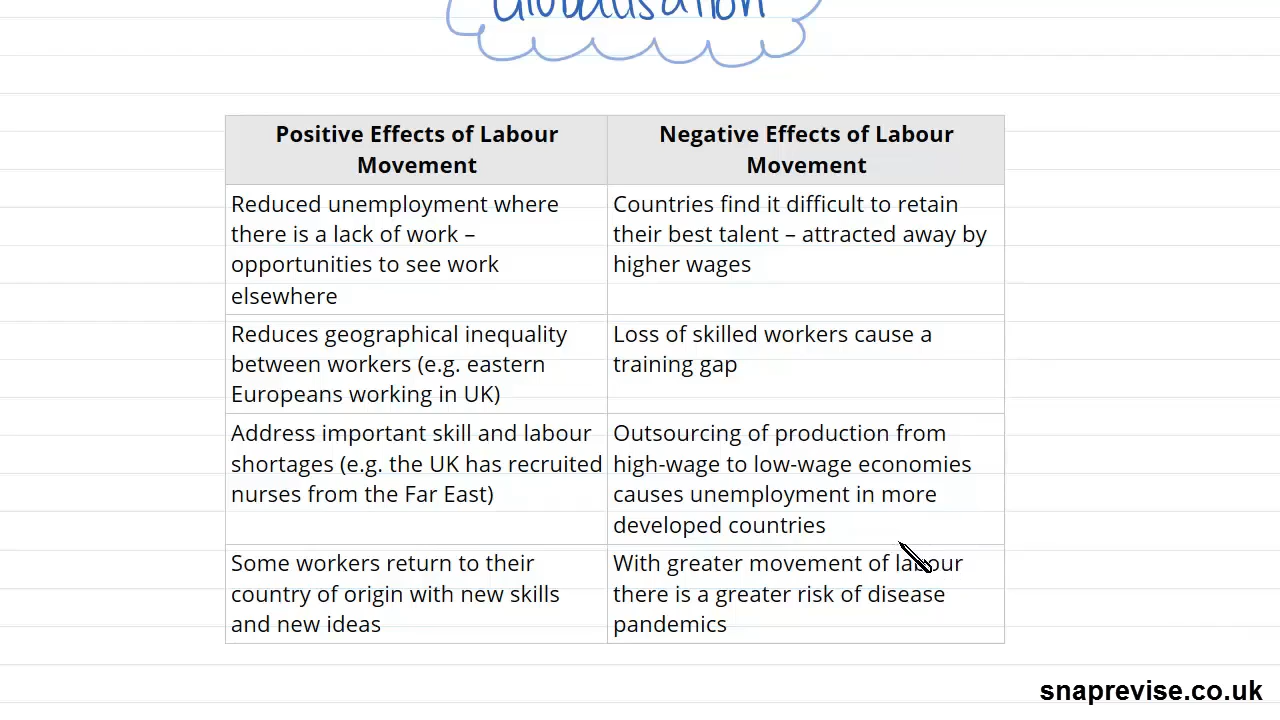 Globalisation
Positive Effects of Labour
Movement
Negative Effects of Labour
Movement
Reduced unemployment where
there is a lack of work –
opportunities to see work
elsewhere
Countries find it difficult to retain
their best talent – attracted away by
higher wages
Reduces geographical inequality
between workers (e.g. eastern
Europeans working in UK)
Loss of skilled workers cause a
training gap
Address important skill and labour
shortages (e.g. the UK has recruited
nurses from the Far East)
Outsourcing of production from
high-wage to low-wage economies
causes unemployment in more
developed countries
Some workers return to their
country of origin with new skills
and new ideas
With greater movement of labour
there is a greater risk of disease
pandemics
snaprevise.co.uk